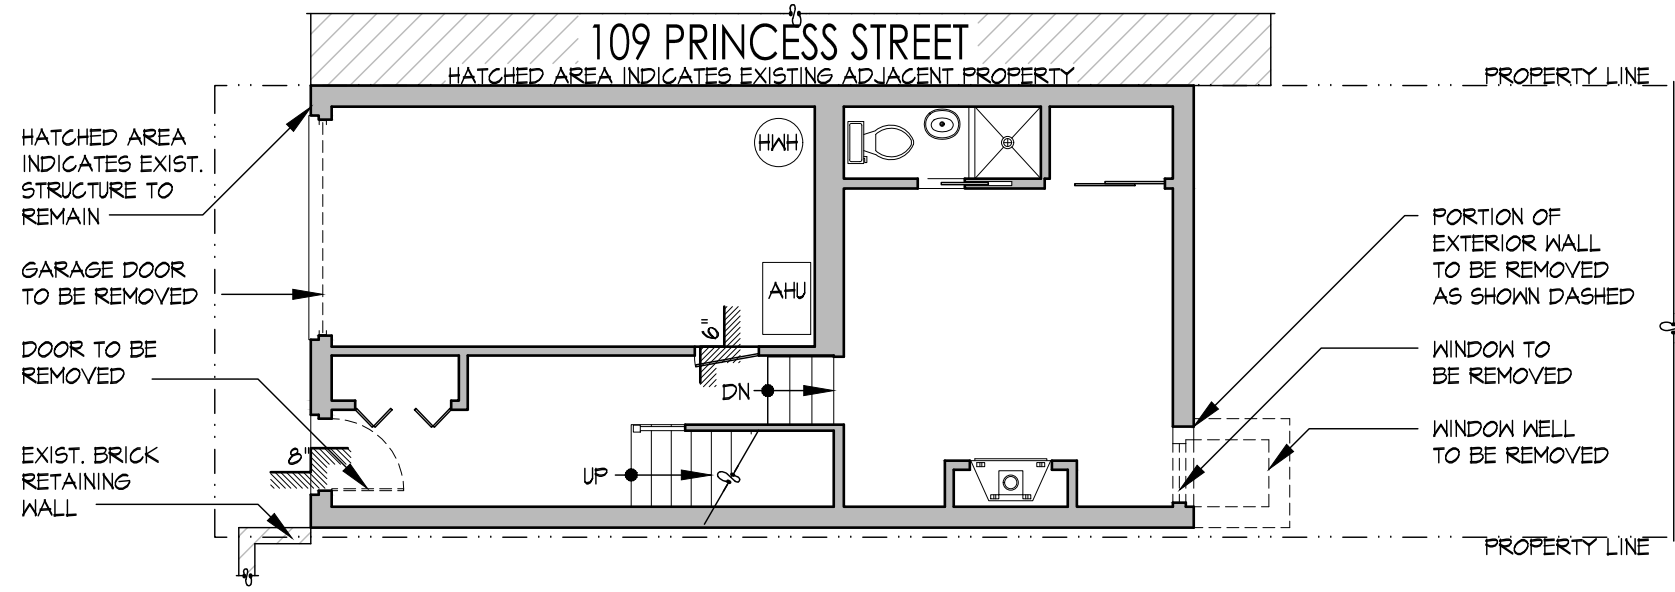 109 PRINCESS STREET
HATCHED AREA INDICATES EXISTING ADJACENT PROPERTY
PROPERTY LINE
HATCHED AREA
INDICATES EXIST.
STRUCTURE TO
REMAIN
GARAGE DOOR
TO BE REMOVED
DOOR TO BE
REMOVED
EXIST. BRICK
RETAINING
WALL
HWH
AHU
6"
DN
8"
UP
PORTION OF
EXTERIOR WALL
TO BE REMOVED
AS SHOWN DASHED
WINDOW TO
BE REMOVED
WINDOW WELL
TO BE REMOVED
PROPERTY LINE